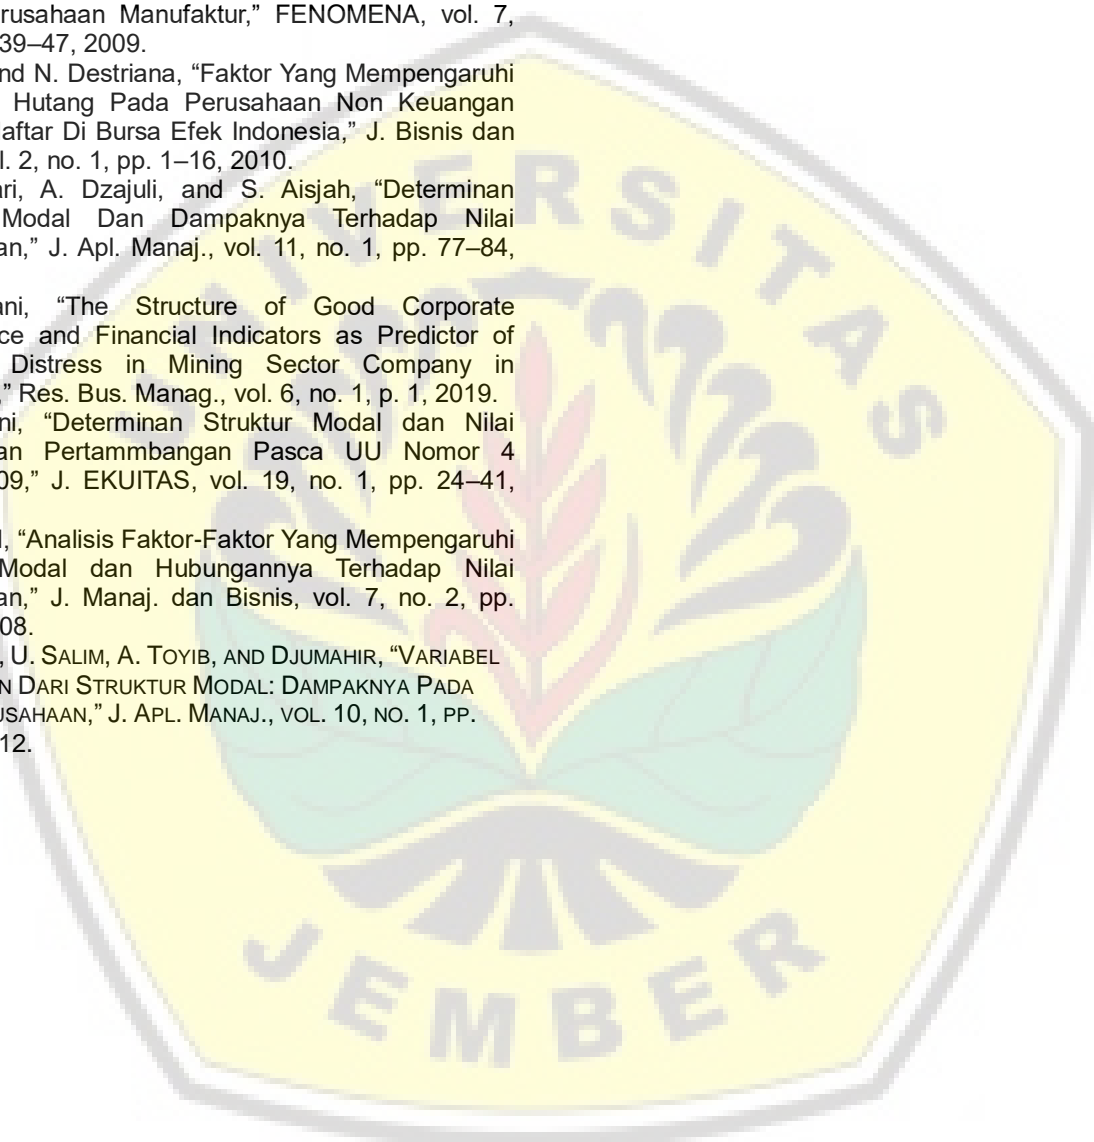 rusahaan Manufaktur,” FENOMENA, vol. 7,
39–47, 2009.
nd N. Destriana, “Faktor Yang Mempengaruhi
Hutang Pada Perusahaan Non Keuangan
aftar Di Bursa Efek Indonesia,” J. Bisnis dan
l. 2, no. 1, pp. 1–16, 2010.
ari, A. Dzajuli, and S. Aisjah, “Determinan
Modal Dan Dampaknya Terhadap Nilai
an,” J. Apl. Manaj., vol. 11, no. 1, pp. 77–84,
ani, “The Structure of Good Corporate
ce and Financial Indicators as Predictor of
Distress in Mining Sector Company in
,” Res. Bus. Manag., vol. 6, no. 1, p. 1, 2019.
ni, “Determinan Struktur Modal dan Nilai
an Pertammbangan Pasca UU Nomor 4
09,” J. EKUITAS, vol. 19, no. 1, pp. 24–41,
l, “Analisis Faktor-Faktor Yang Mempengaruhi
Modal dan Hubungannya Terhadap Nilai
an,” J. Manaj. dan Bisnis, vol. 7, no. 2, pp.
08.
, U. SALIM, A. TOYIB, AND DJUMAHIR, “VARIABEL
N DARI STRUKTUR MODAL: DAMPAKNYA PADA
USAHAAN,” J. APL. MANAJ., VOL. 10, NO. 1, PP.
12.
UNIVERSITAS
JEMBER